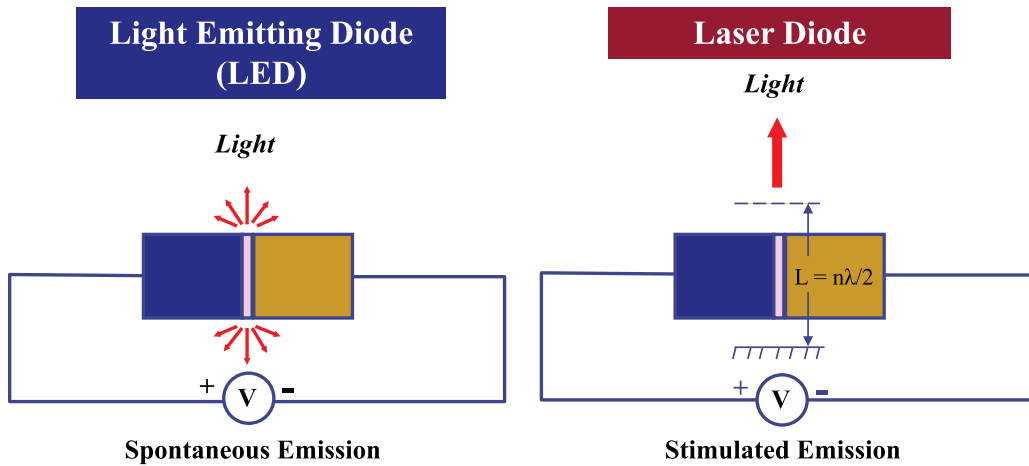 Light Emitting Diode
(LED)
Light
+
V
-
Spontaneous Emission
Laser Diode
Light
L = nλ/2
+
V
-
Stimulated Emission